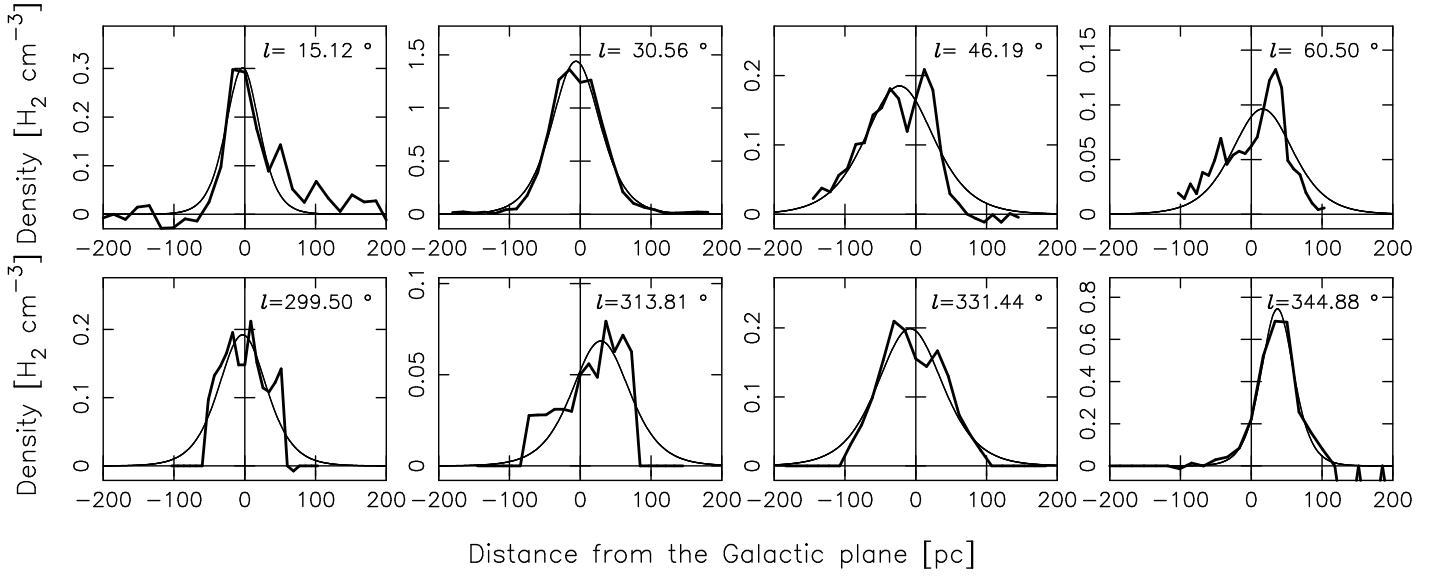 Density [H2 cm−3]
l= 15.12 °
0 0.1 0.2 0.3
−200 −100 0 100 200
l= 30.56 °
0 0.5 1 1.5
−200 −100 0 100 200
l= 46.19 °
0 0.1 0.2
−200 −100 0 100 200
l= 60.50 °
0 0.05 0.1 0.15
−200 −100 0 100 200
Density [H2 cm−3]
l=299.50 °
0 0.1 0.2
−200 −100 0 100 200
l=313.81 °
0 0.05 0.1
−200 −100 0 100 200
l=331.44 °
0 0.1 0.2
−200 −100 0 100 200
l=344.88 °
0 0.2 0.4 0.6 0.8
−200 −100 0 100 200
Distance from the Galactic plane [pc]